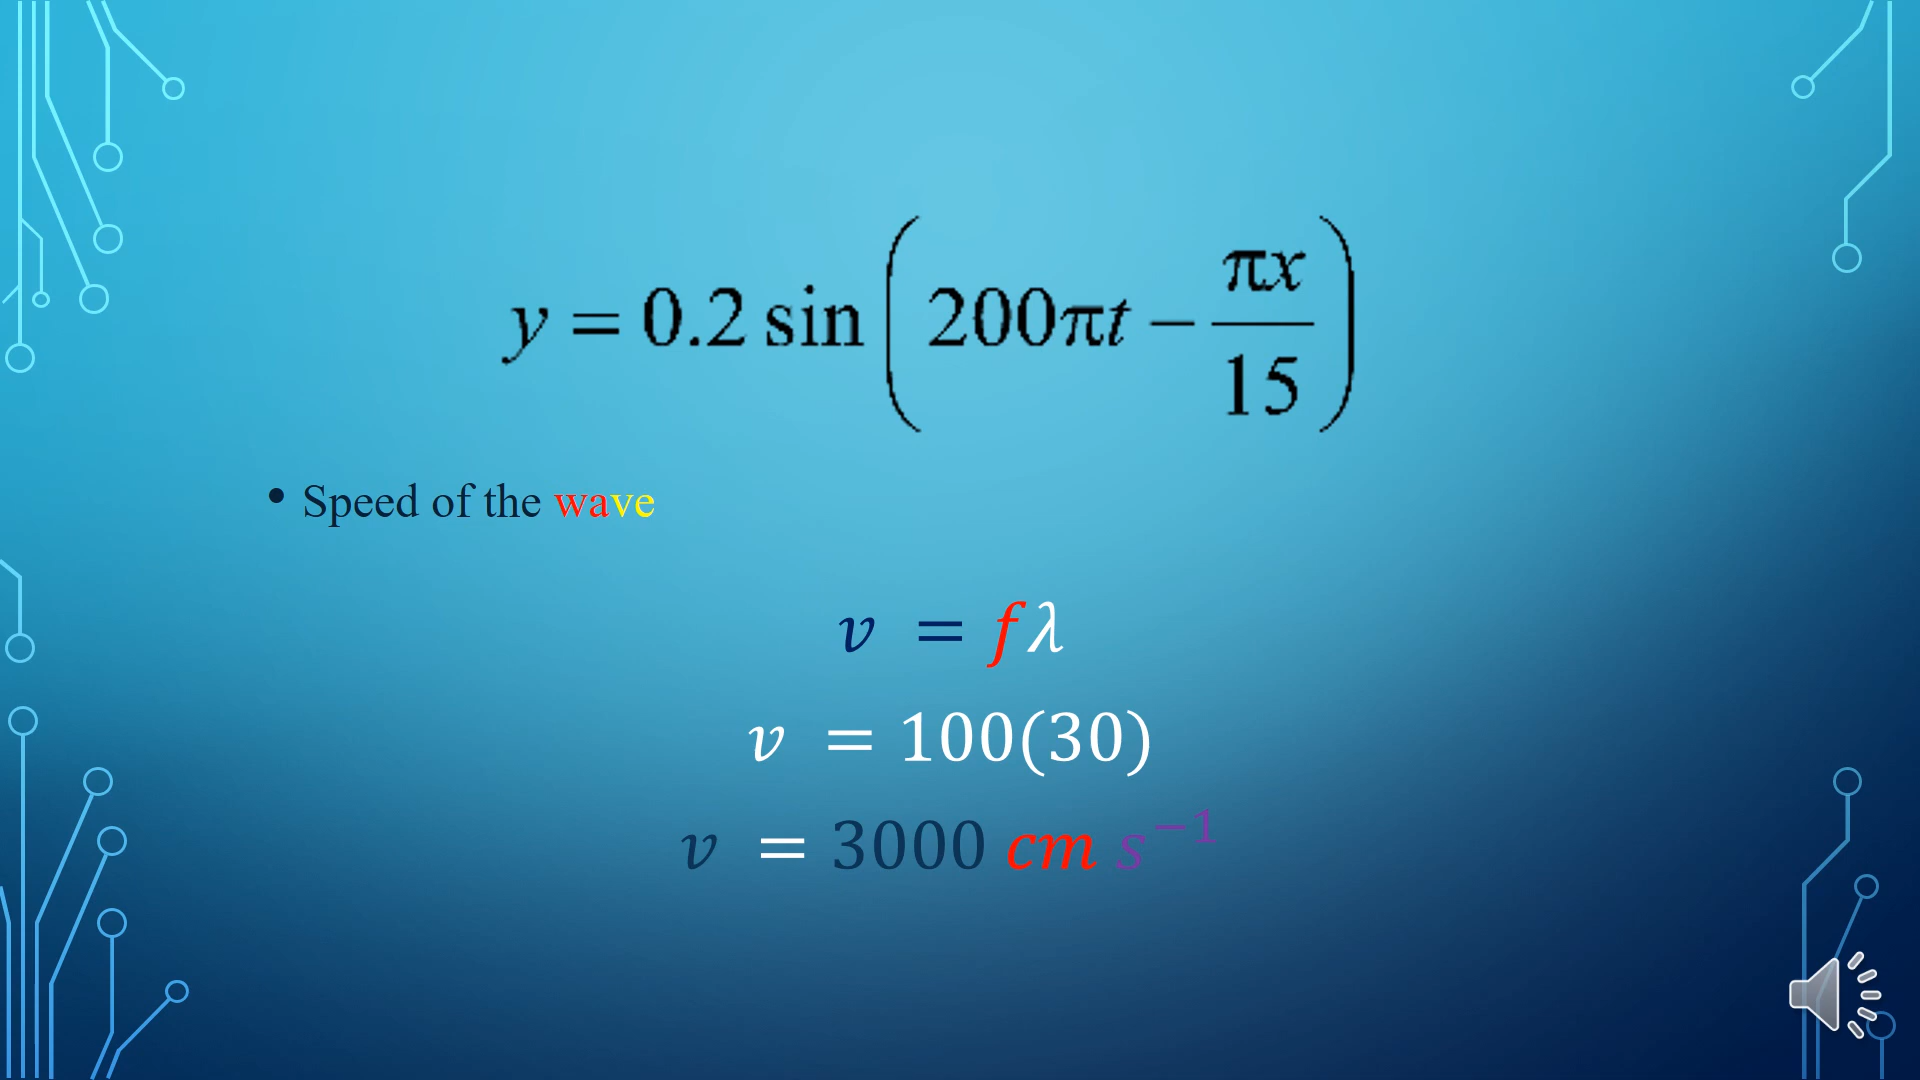 y = 0.2 sin (200πt − πx/15)
• Speed of the wave
v = fλ
v = 100(30)
v = 3000 cm s⁻¹